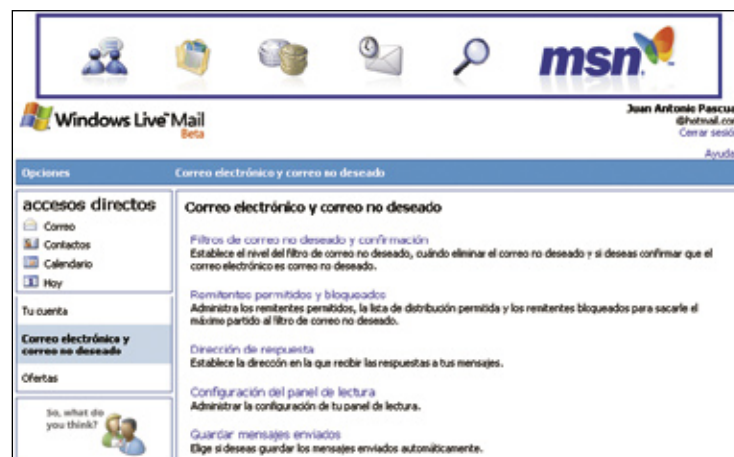 msn
Windows Live™ Mail
Beta
Juan Antonio Pascua
@hotmail.co
Cerrar sesió
Ayuda
Opciones
Correo electrónico y correo no deseado
accesos directos
Correo
Contactos
Calendario
Hoy
Tu cuenta
Correo electrónico y
correo no deseado
Ofertas
So, what do
you think?
Correo electrónico y correo no deseado
Filtros de correo no deseado y confirmación
Establece el nivel del filtro de correo no deseado, cuándo eliminar el correo no deseado y si deseas confirmar que el
correo electrónico es correo no deseado.
Remitentes permitidos y bloqueados
Administra los remitentes permitidos, la lista de distribución permitida y los remitentes bloqueados para sacarle el
máximo partido al filtro de correo no deseado.
Dirección de respuesta
Establece la direccón en la que recibir las respuestas a tus mensajes.
Configuración del panel de lectura
Administrar la configuración de tu panel de lectura.
Guardar mensajes enviados
Elige si deseas guardar los mensajes enviados automáticamente.